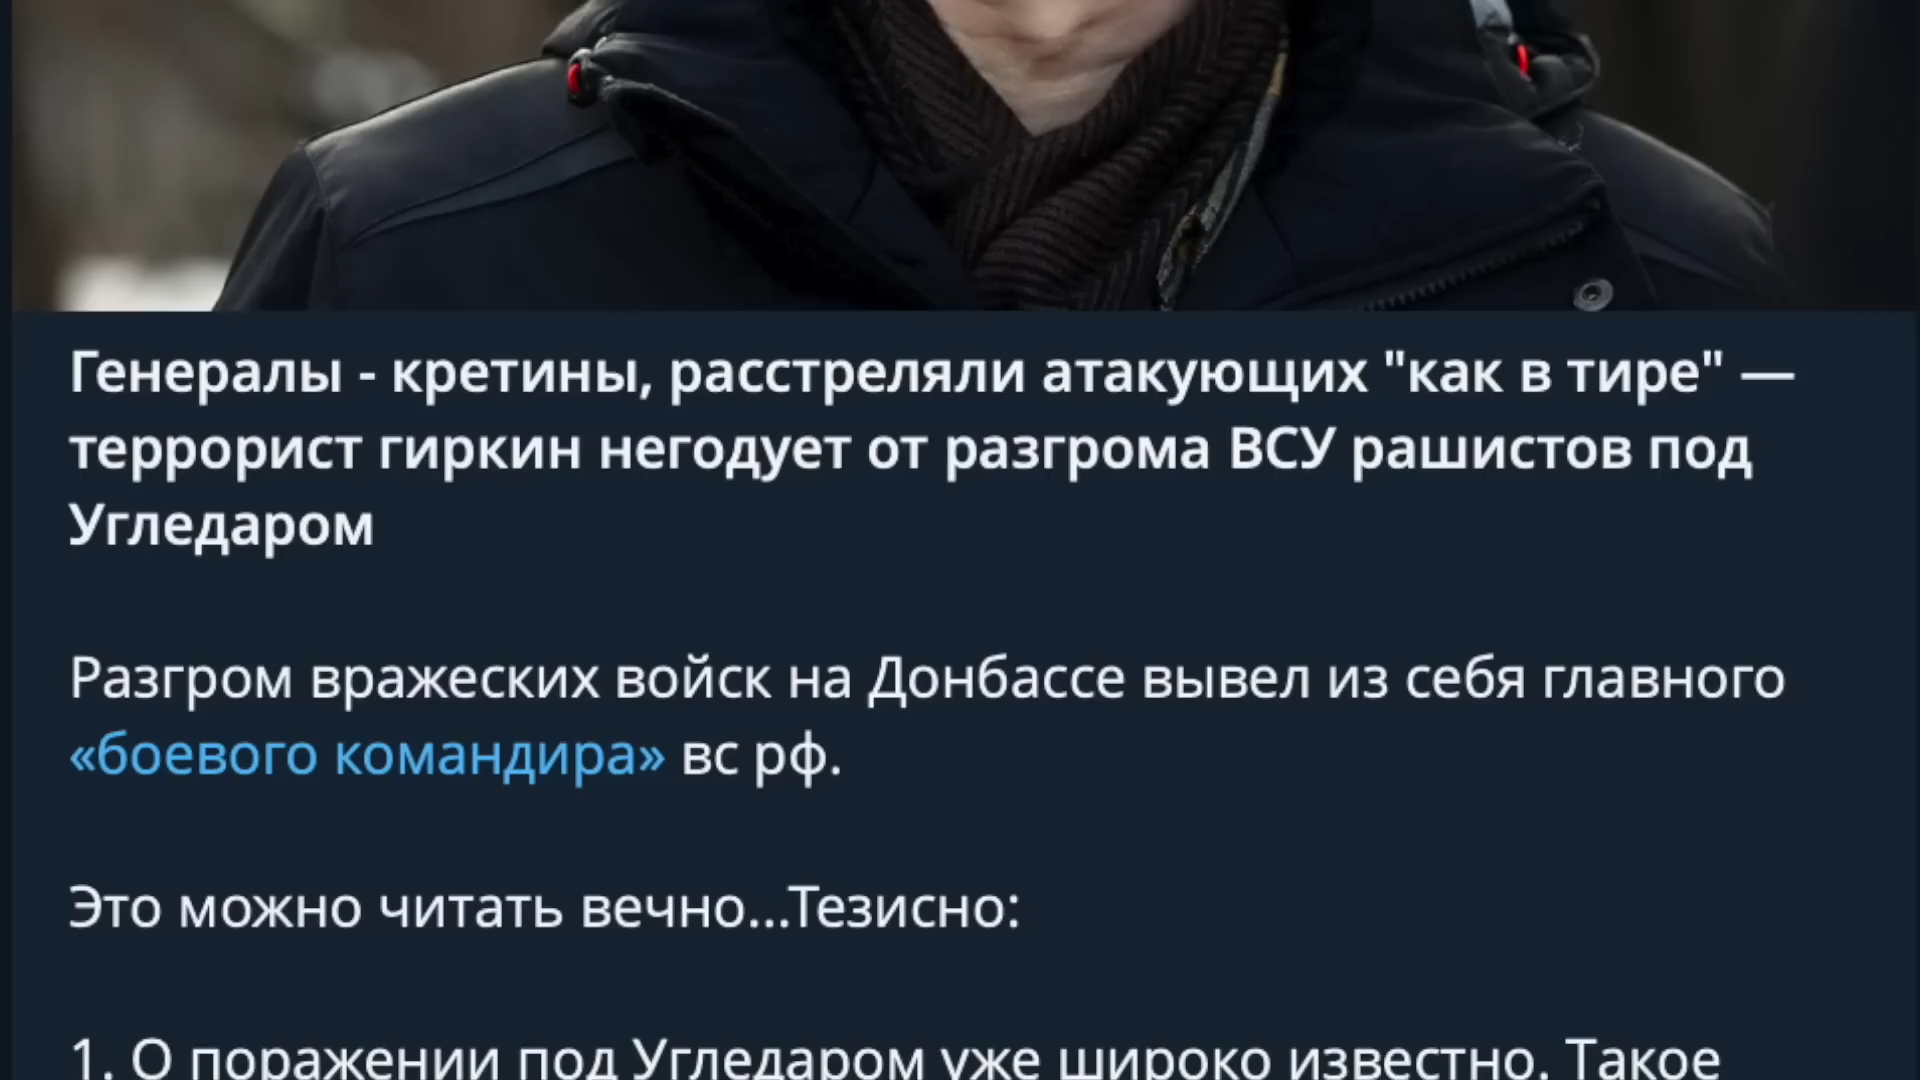 Генералы - кретины, расстреляли атакующих "как в тире" —
террорист гиркин негодует от разгрома ВСУ рашистов под
Угледаром
Разгром вражеских войск на Донбассе вывел из себя главного
«боевого командира» вс рф.
Это можно читать вечно...Тезисно:
1. О поражении под Угледаром уже широко известно. Такое